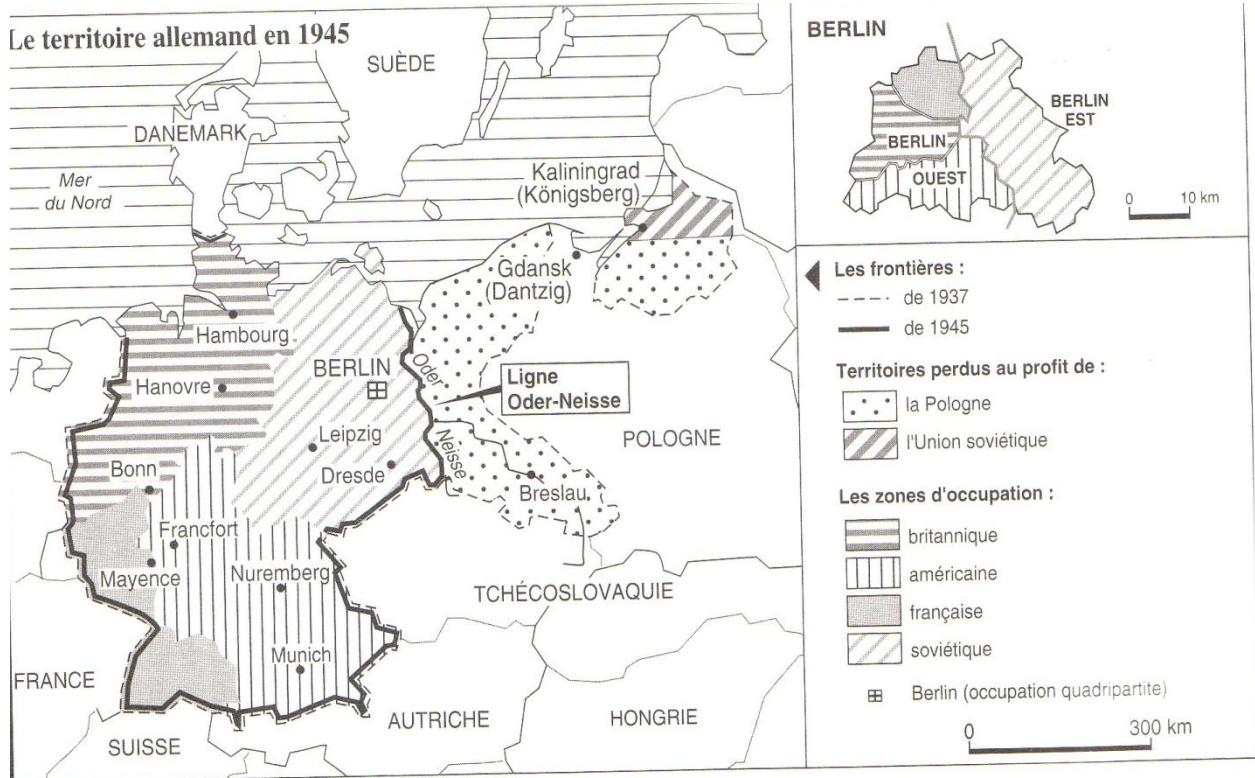 Le territoire allemand en 1945
SUÈDE
DANEMARK
Mer
du Nord
Kaliningrad
(Königsberg)
Gdansk
(Dantzig)
Hambourg
Hanovre
BERLIN
Oder
Ligne
Oder-Neisse
POLOGNE
Leipzig
Neisse
Dresde
Breslau
Bonn
Francfort
Mayence
Nuremberg
TCHÉCOSLOVAQUIE
Munich
FRANCE
AUTRICHE
HONGRIE
SUISSE
BERLIN
BERLIN
EST
BERLIN
OUEST
0 10 km
Les frontières :
de 1937
de 1945
Territoires perdus au profit de :
la Pologne
l'Union soviétique
Les zones d'occupation :
britannique
américaine
française
soviétique
Berlin (occupation quadripartite)
0 300 km